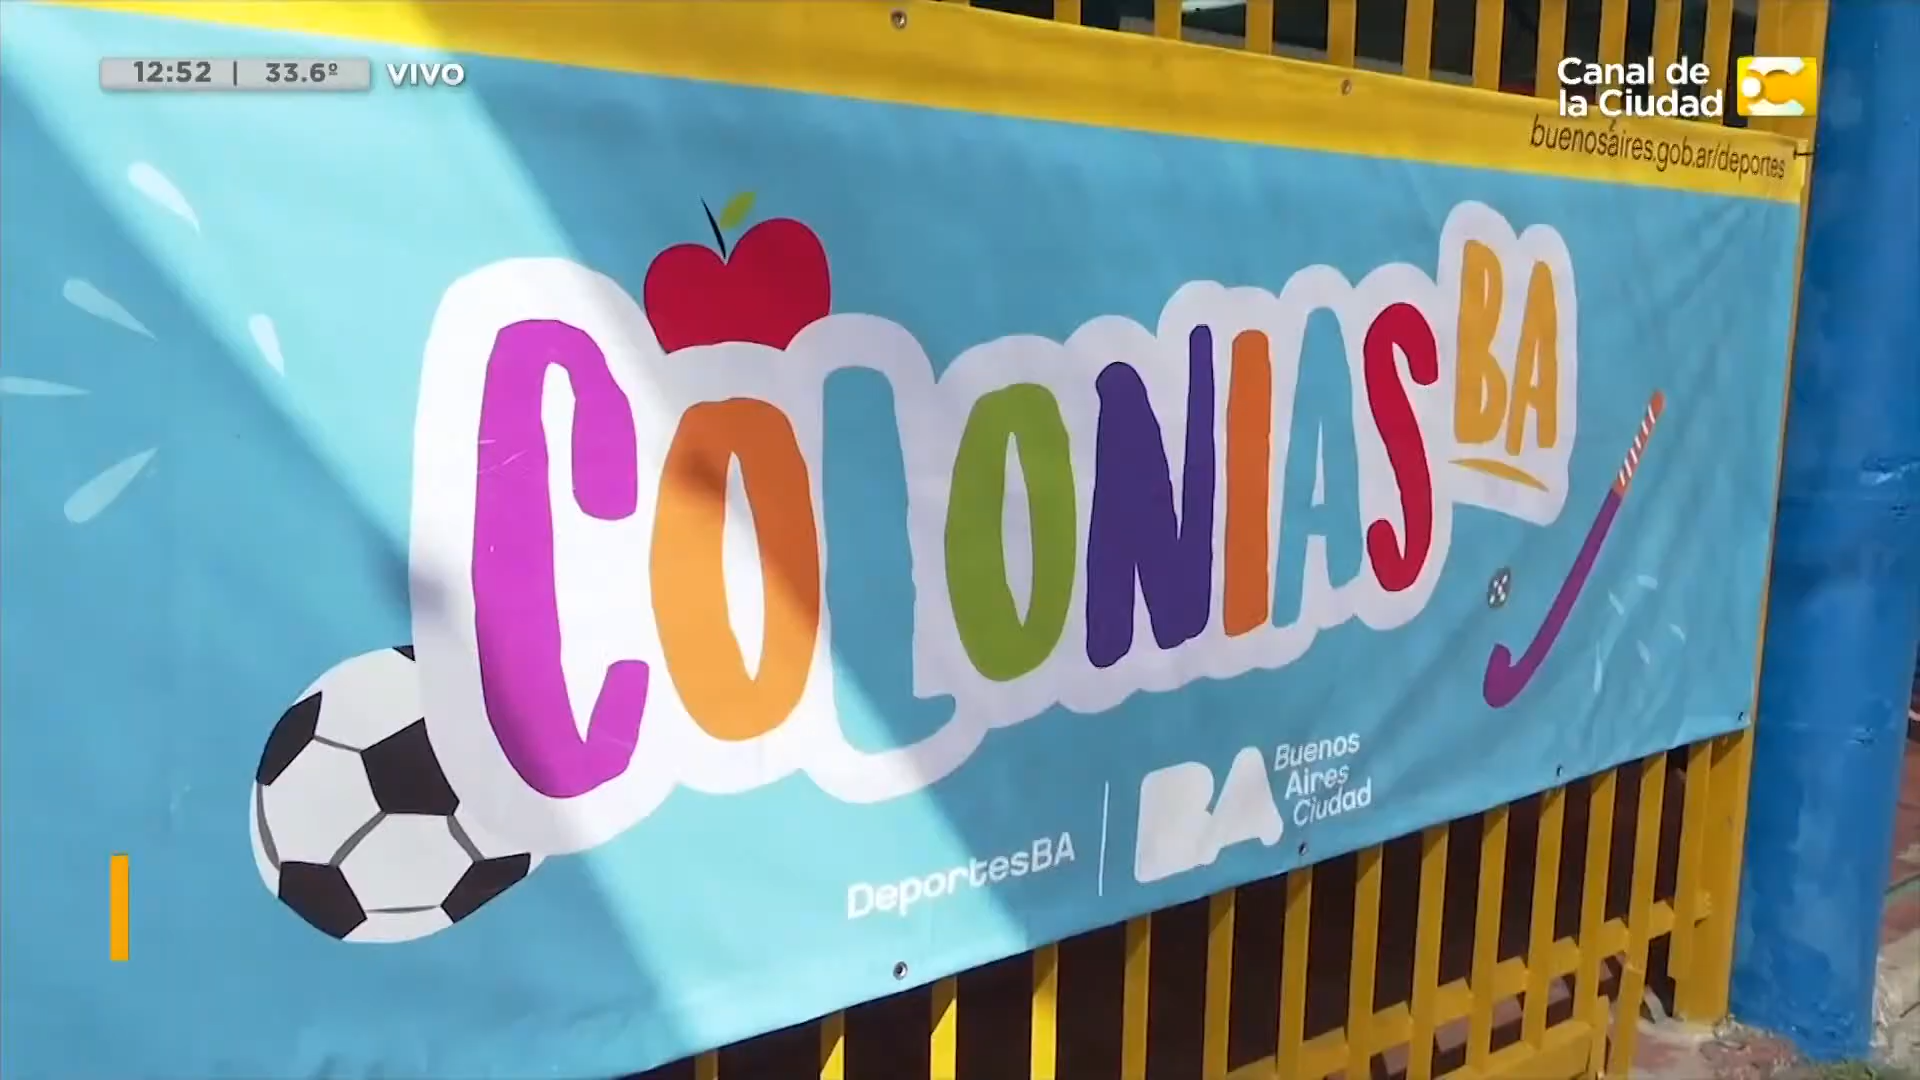 12:52 | 33.6º VIVO
Canal de
la Ciudad
buenosaires.gob.ar/deportes
COLONIAS BA
DeportesBA
BA
Buenos
Aires
Ciudad